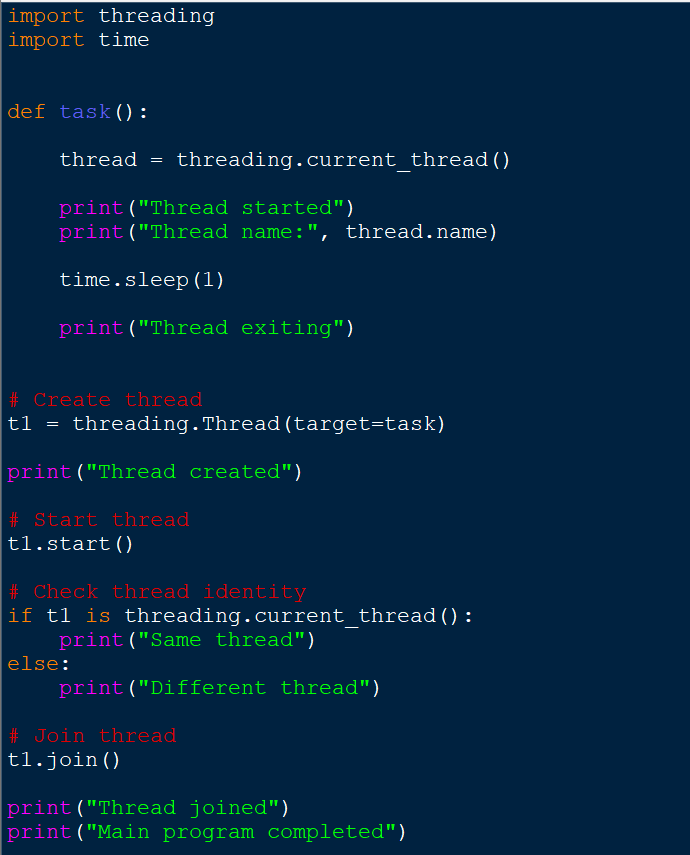 import threading
import time
def task():
    thread = threading.current_thread()
    print("Thread started")
    print("Thread name:", thread.name)
    time.sleep(1)
    print("Thread exiting")
# Create thread
t1 = threading.Thread(target=task)
print("Thread created")
# Start thread
t1.start()
# Check thread identity
if t1 is threading.current_thread():
    print("Same thread")
else:
    print("Different thread")
# Join thread
t1.join()
print("Thread joined")
print("Main program completed")